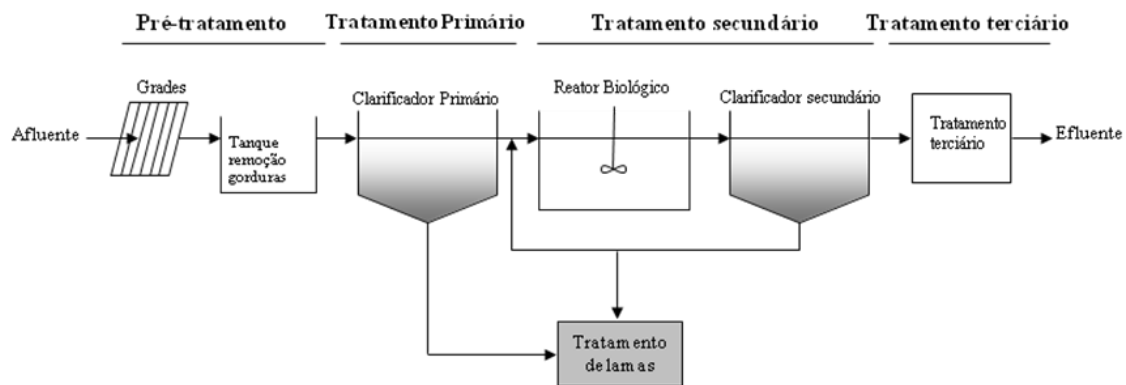 Pré-tratamento
Tratamento Primário
Tratamento secundário
Tratamento terciário
Grades
Clarificador Primário
Reator Biológico
Clarificador secundário
Afluente
Tanque
remoção
gorduras
Tratamento
terciário
Efluente
Tratamento
de lamas